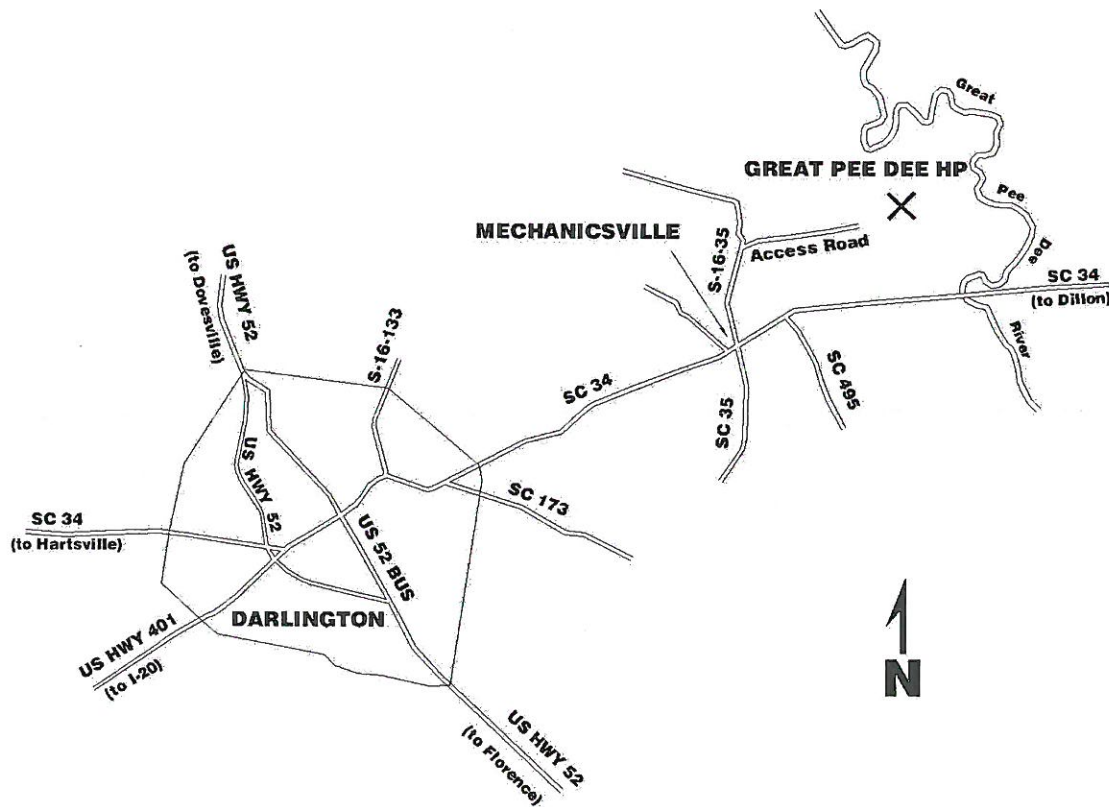 Great
GREAT PEE DEE HP
Pee
Dee
MECHANICSVILLE
S-16-35
Access Road
SC 34
(to Dillon)
River
US HWY 52
(to Dovesville)
S-16-133
SC 34
SC 35
SC 495
US HWY 52
SC 173
SC 34
(to Hartsville)
US 52 BUS
DARLINGTON
US HWY 401
(to I-20)
N
US HWY 52
(to Florence)